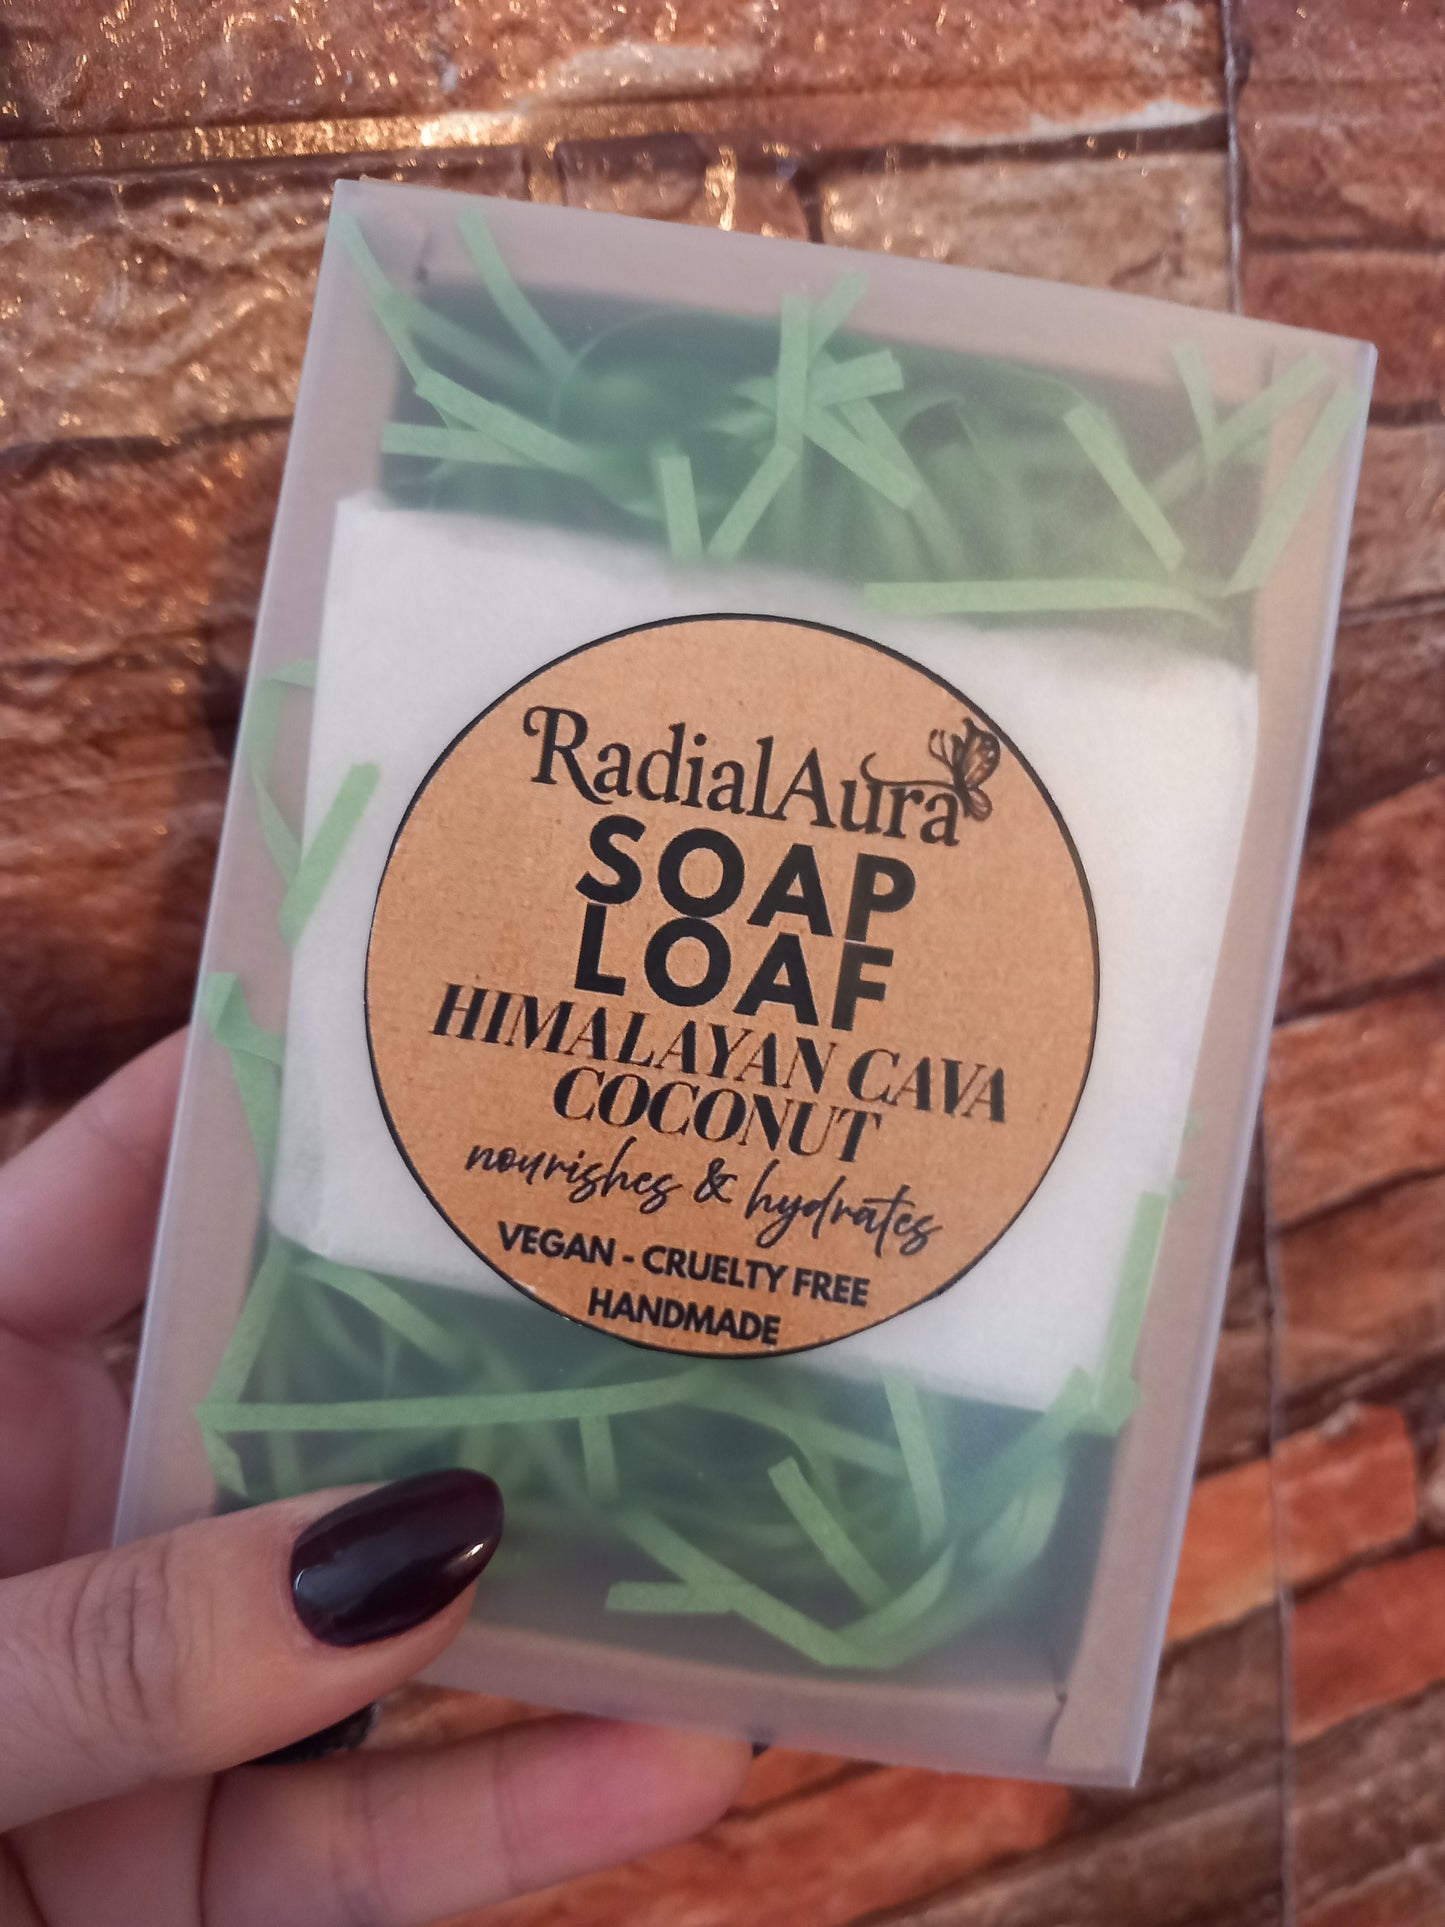 RadialAura
SOAP
LOAF
HIMALAYAN CAVA
COCONUT
nourishes & hydrates
VEGAN - CRUELTY FREE
HANDMADE